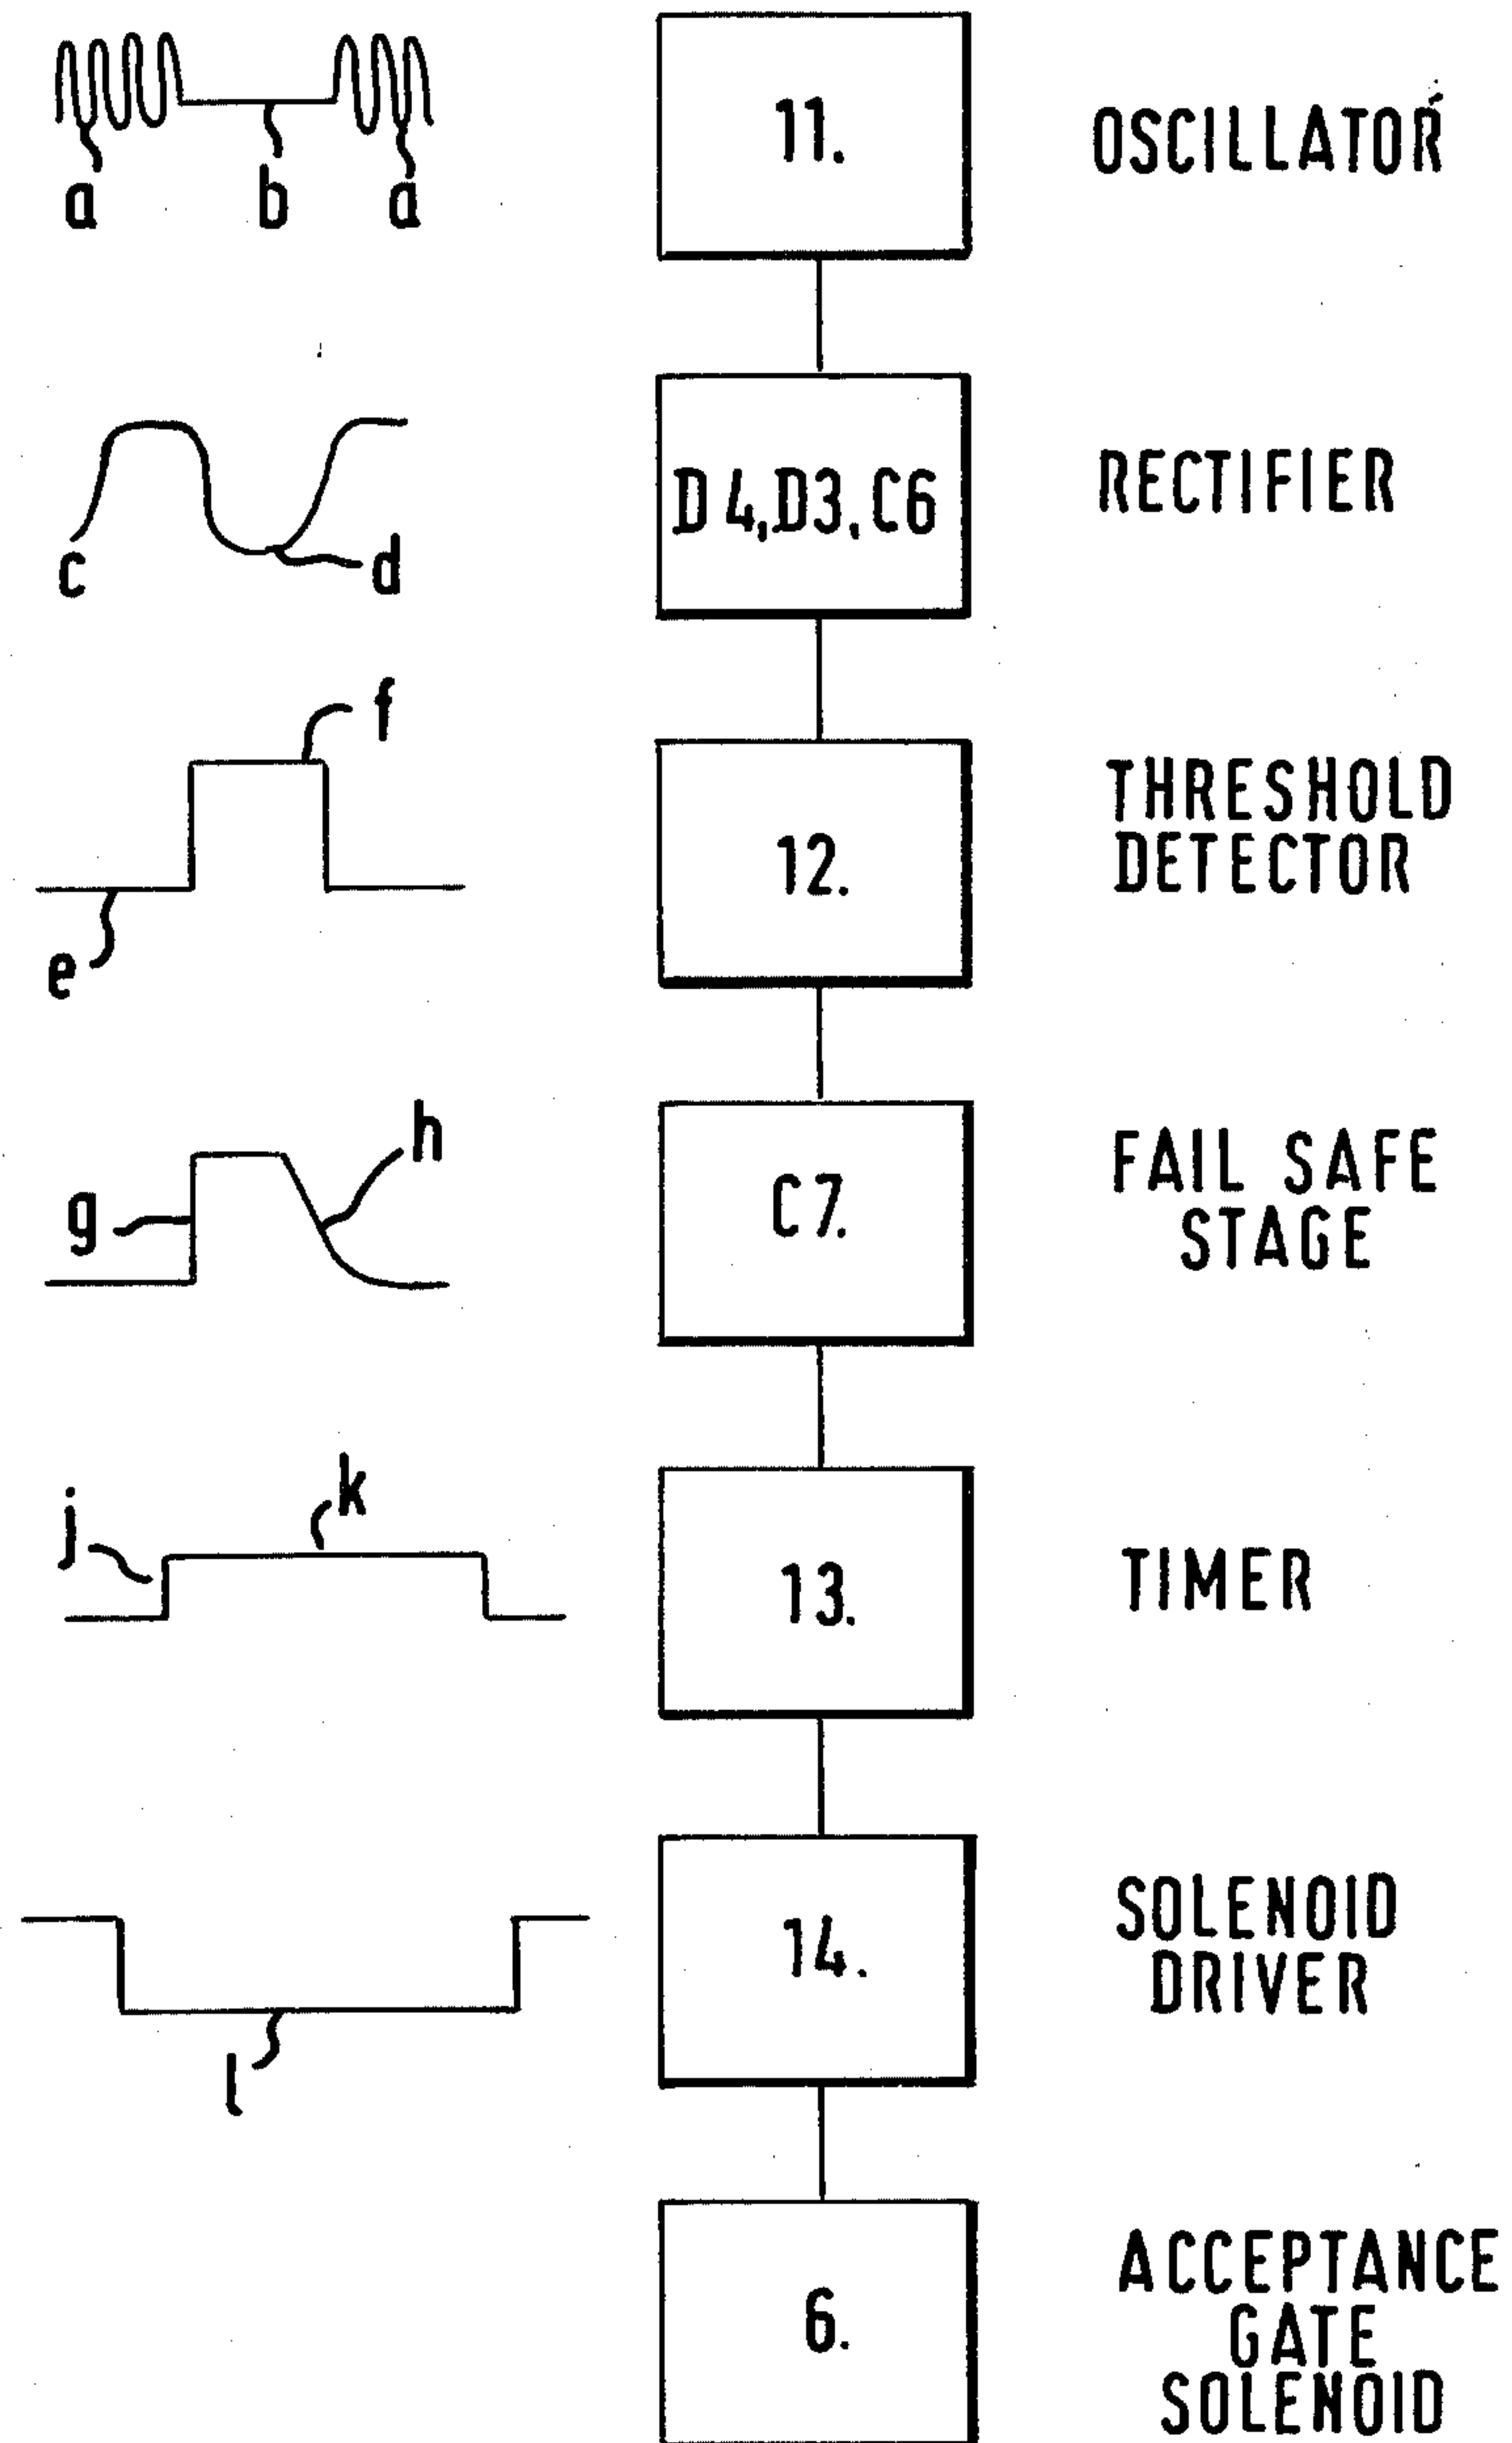 a b a
11.
OSCILLATOR
c
d
D4,D3,C6
RECTIFIER
f
e
12.
THRESHOLD
DETECTOR
g
h
C7.
FAIL SAFE
STAGE
j
k
13.
TIMER
l
14.
SOLENOID
DRIVER
6.
ACCEPTANCE
GATE
SOLENOID